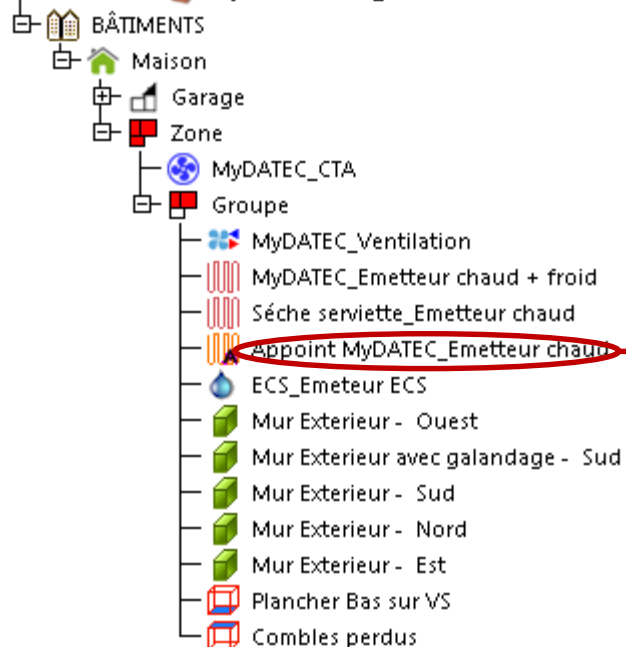 BÂTIMENTS
Maison
Garage
Zone
MyDATEC_CTA
Groupe
MyDATEC_Ventilation
MyDATEC_Emetteur chaud + froid
Séche serviette_Emetteur chaud
Appoint MyDATEC_Emetteur chaud
ECS_Emeteur ECS
Mur Exterieur - Ouest
Mur Exterieur avec galandage - Sud
Mur Exterieur - Sud
Mur Exterieur - Nord
Mur Exterieur - Est
Plancher Bas sur VS
Combles perdus